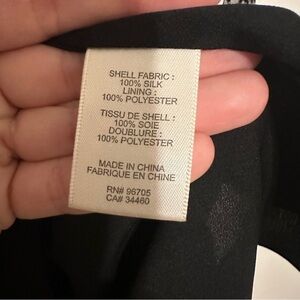 SHELL FABRIC :
100% SILK
LINING :
100% POLYESTER
TISSU DE SHELL :
100% SOIE
DOUBLURE :
100% POLYESTER
MADE IN CHINA
FABRIQUE EN CHINE
RN# 96705
CA# 34460